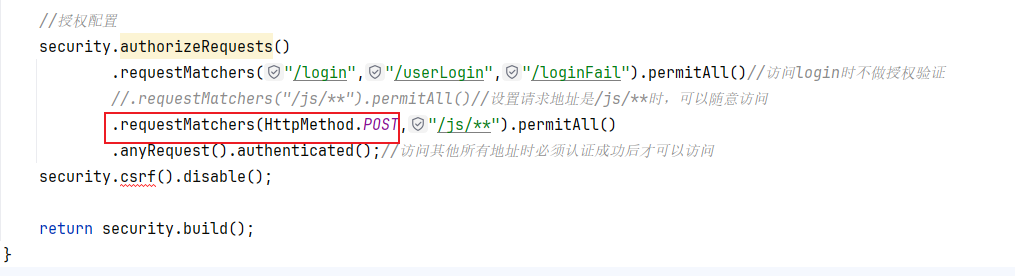 //授权配置
security.authorizeRequests()
.requestMatchers("/login","/userLogin","/loginFail").permitAll()//访问login时不做授权验证
//.requestMatchers("/js/**").permitAll()//设置请求地址是/js/**时，可以随意访问
.requestMatchers(HttpMethod.POST,"/js/**").permitAll()
.anyRequest().authenticated();//访问其他所有地址时必须认证成功后才可以访问
security.csrf().disable();
return security.build();
}